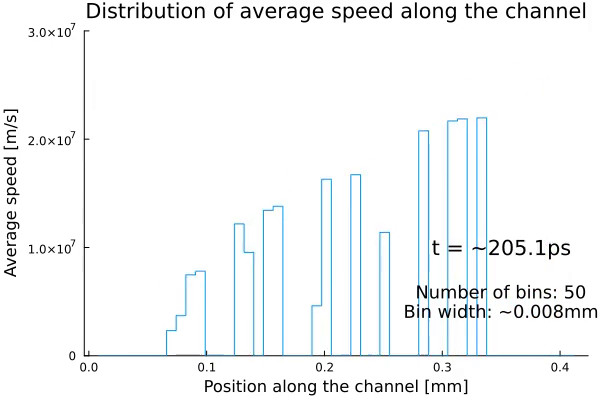 Distribution of average speed along the channel
3.0×10⁷
2.0×10⁷
1.0×10⁷
0
Average speed [m/s]
t = ~205.1ps
Number of bins: 50
Bin width: ~0.008mm
0.0 0.1 0.2 0.3 0.4
Position along the channel [mm]